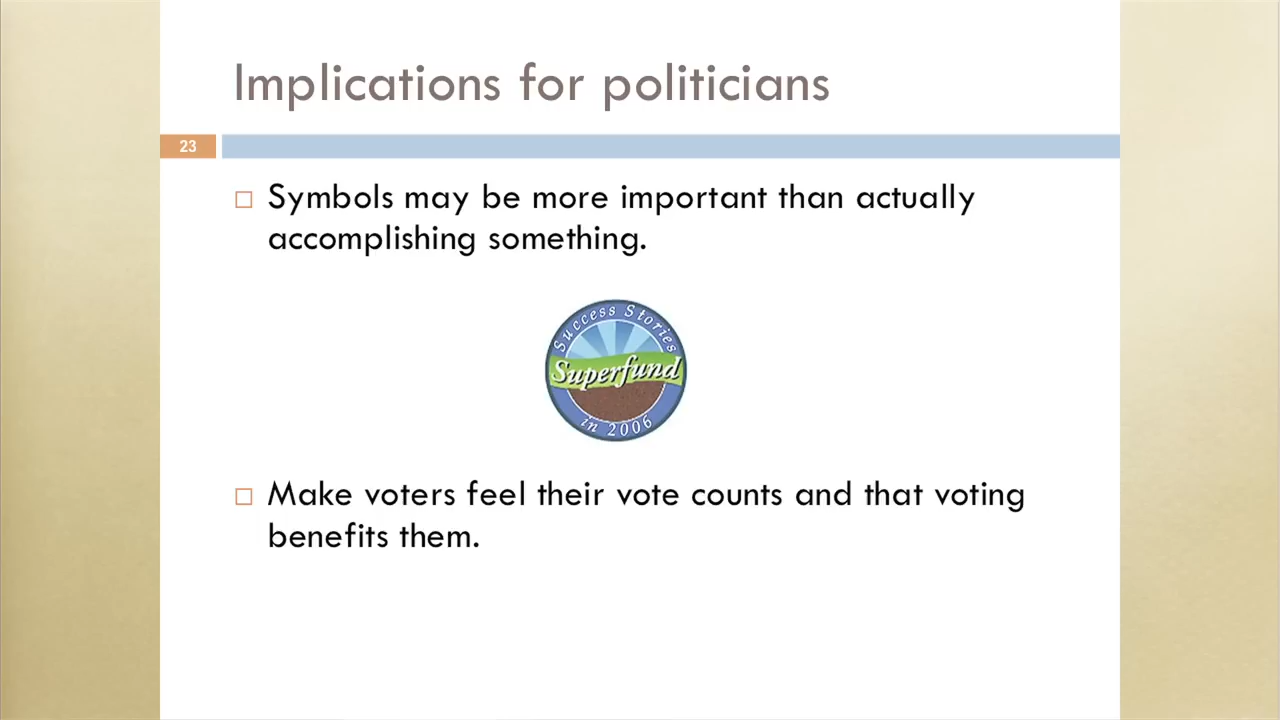 Implications for politicians
23
□ Symbols may be more important than actually
accomplishing something.
Success Stories
Superfund
in 2006
□ Make voters feel their vote counts and that voting
benefits them.